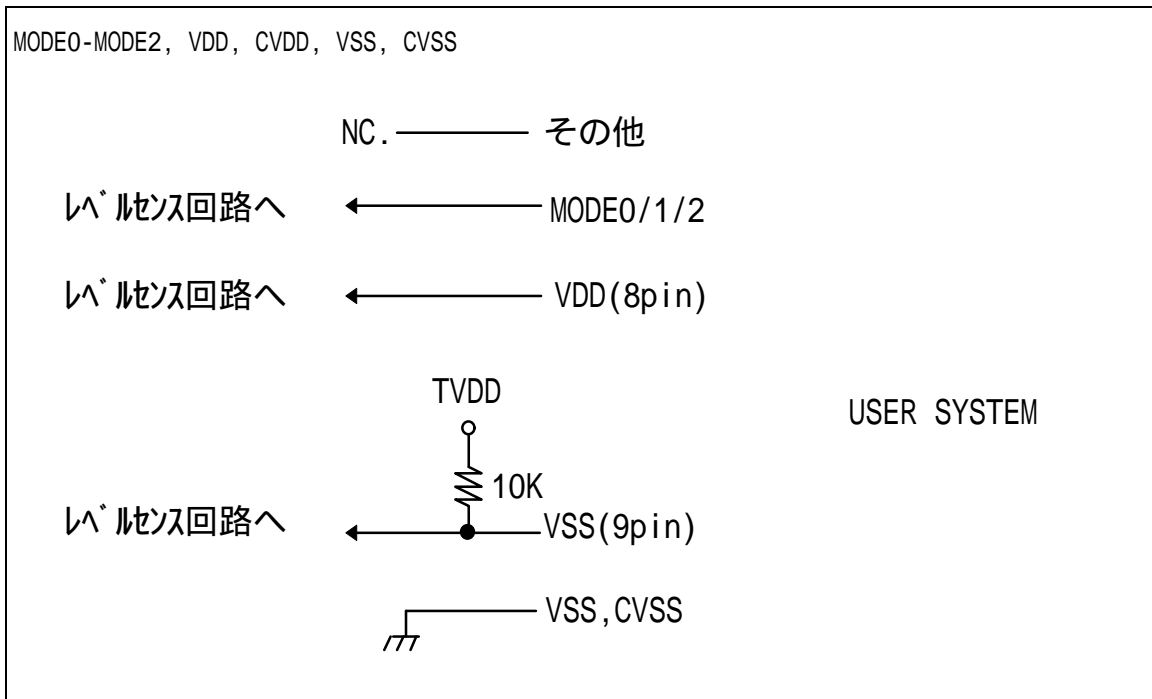 MODE0-MODE2, VDD, CVDD, VSS, CVSS
NC. その他
ﾚﾍﾞﾙｾﾝｽ回路へ MODE0/1/2
ﾚﾍﾞﾙｾﾝｽ回路へ VDD(8pin)
TVDD
USER SYSTEM
10K
ﾚﾍﾞﾙｾﾝｽ回路へ VSS(9pin)
VSS,CVSS